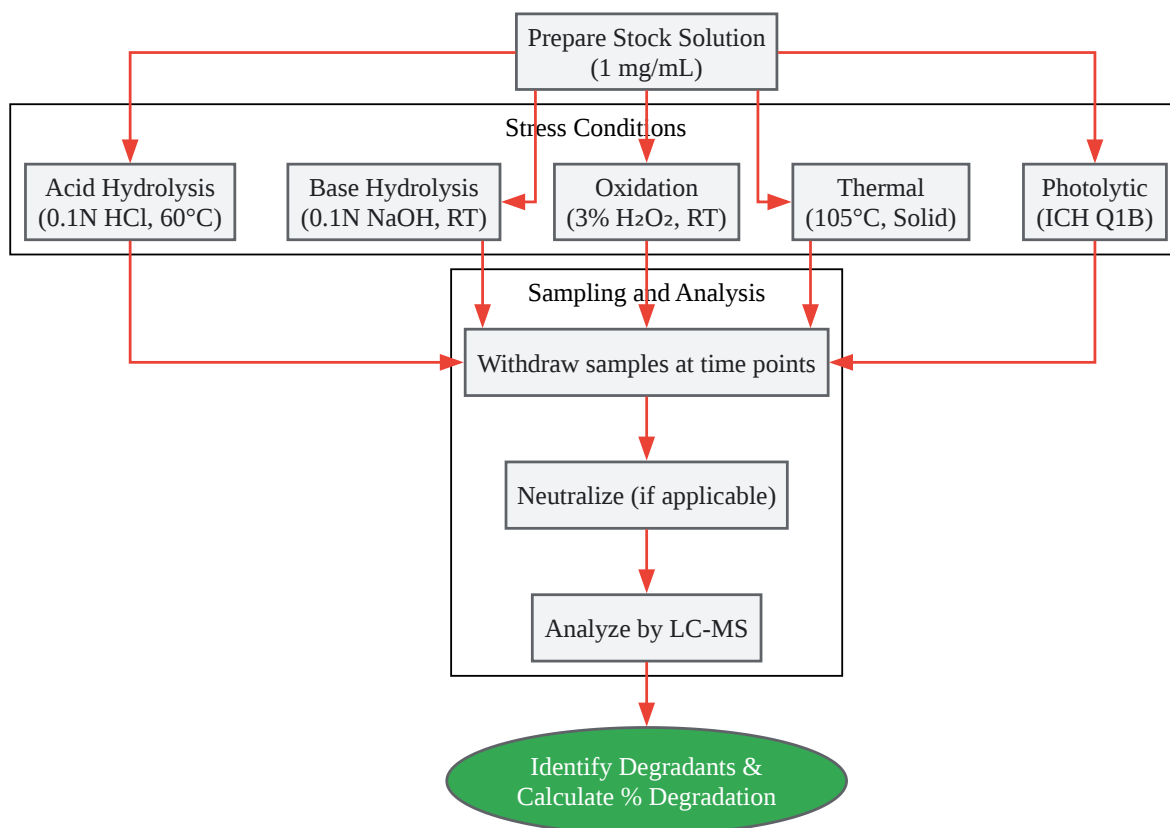 Prepare Stock Solution
(1 mg/mL)
Stress Conditions
Acid Hydrolysis
(0.1N HCl, 60°C)
Base Hydrolysis
(0.1N NaOH, RT)
Oxidation
(3% H₂O₂, RT)
Thermal
(105°C, Solid)
Photolytic
(ICH Q1B)
Sampling and Analysis
Withdraw samples at time points
Neutralize (if applicable)
Analyze by LC-MS
Identify Degradants &
Calculate % Degradation